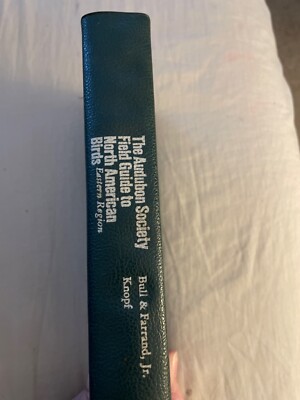 The Audubon Society
Field Guide to
North American
Birds Eastern Region
Bull & Farrand, Jr.
Knopf